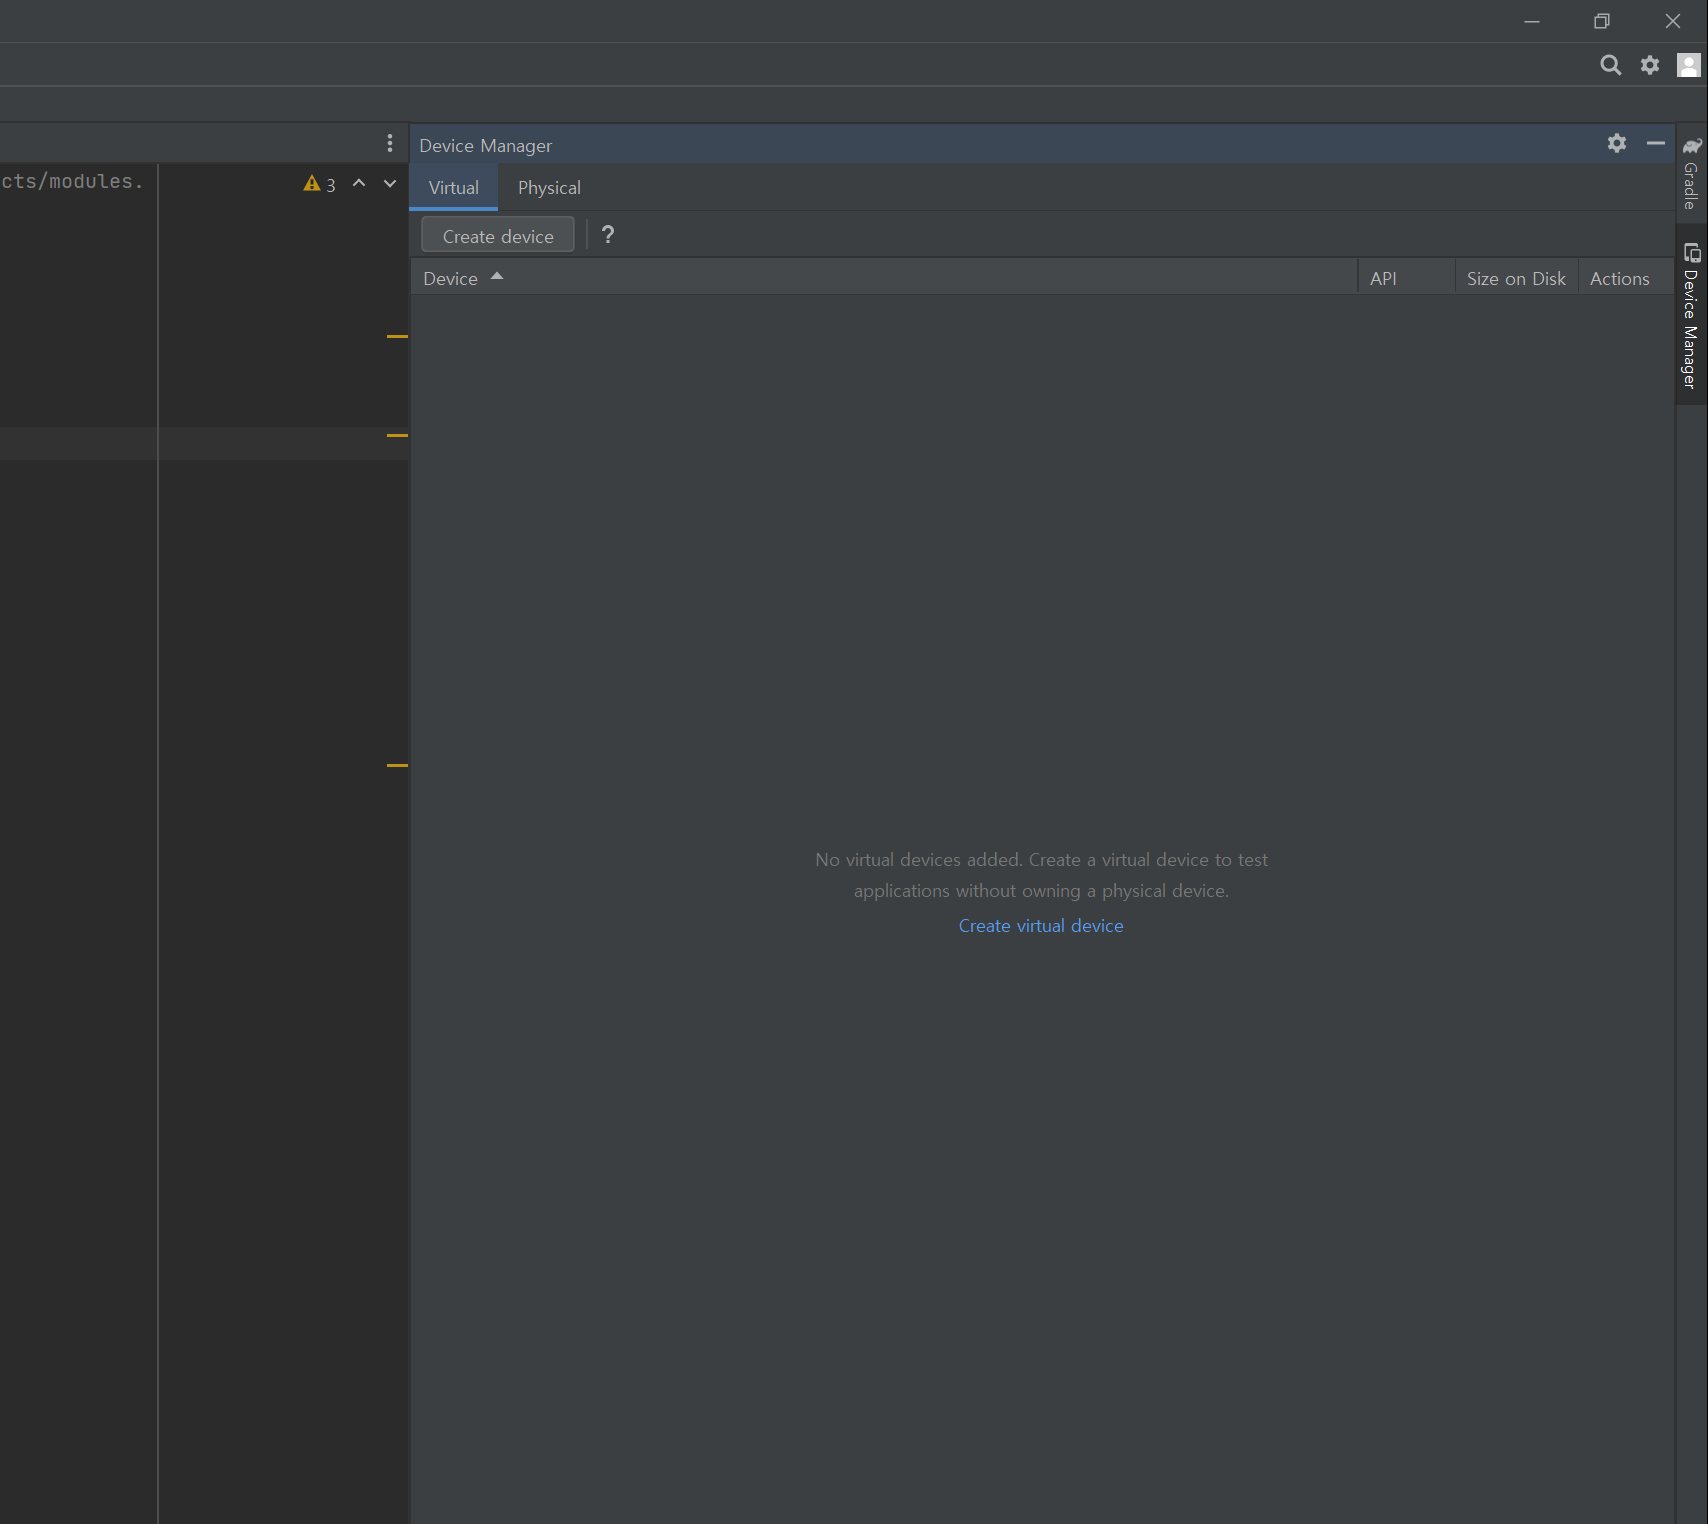 Device Manager
cts/modules.
3
Virtual
Physical
Create device
?
Device
API
Size on Disk
Actions
No virtual devices added. Create a virtual device to test
applications without owning a physical device.
Create virtual device
Gradle
Device Manager